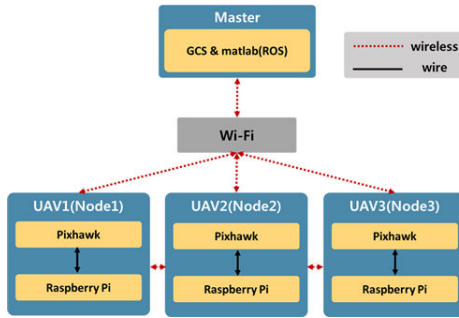 Master
GCS & matlab(ROS)
wireless
wire
Wi-Fi
UAV1(Node1)
UAV2(Node2)
UAV3(Node3)
Pixhawk
Pixhawk
Pixhawk
Raspberry Pi
Raspberry Pi
Raspberry Pi